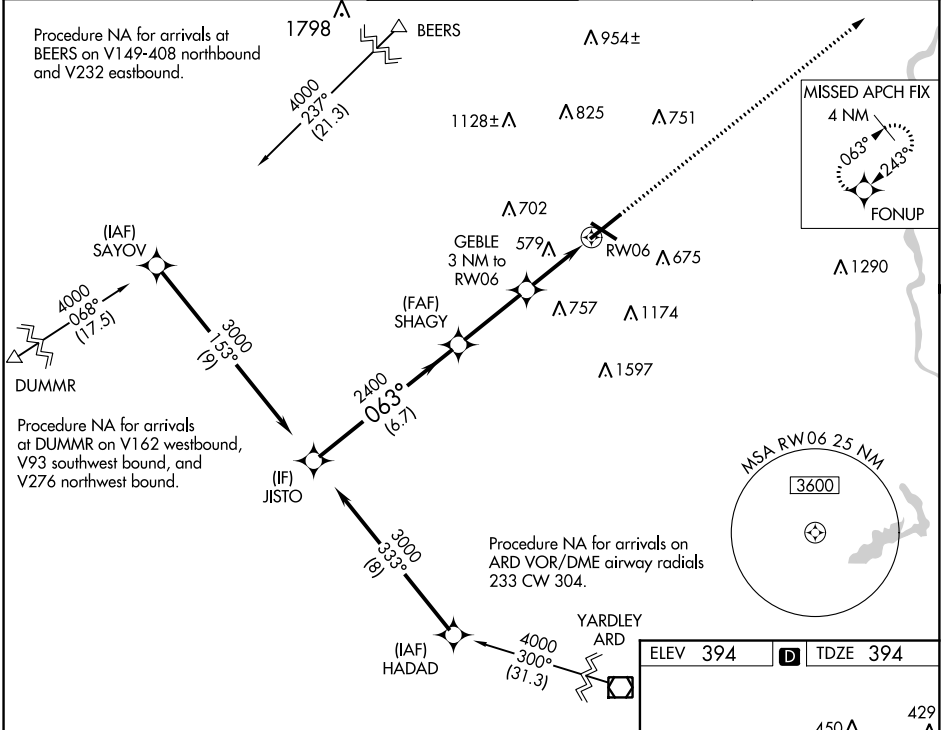 Procedure NA for arrivals at
BEERS on V149-408 northbound
and V232 eastbound.
1798
BEERS
4000
237°
(21.3)
954±
1128±
825
751
MISSED APCH FIX
4 NM
063°
243°
FONUP
702
(IAF)
SAYOV
GEBLE
3 NM to
RW06
579
RW06
675
1290
4000
068°
(17.5)
DUMMR
3000
153°
(9)
(FAF)
SHAGY
757
1174
1597
2400
063°
(6.7)
Procedure NA for arrivals
at DUMMR on V162 westbound,
V93 southwest bound, and
V276 northwest bound.
(IF)
JISTO
MSA RW06 25 NM
3600
3000
333°
(8)
Procedure NA for arrivals on
ARD VOR/DME airway radials
233 CW 304.
(IAF)
HADAD
4000
300°
(31.3)
YARDLEY
ARD
ELEV 394 D TDZE 394
429
450